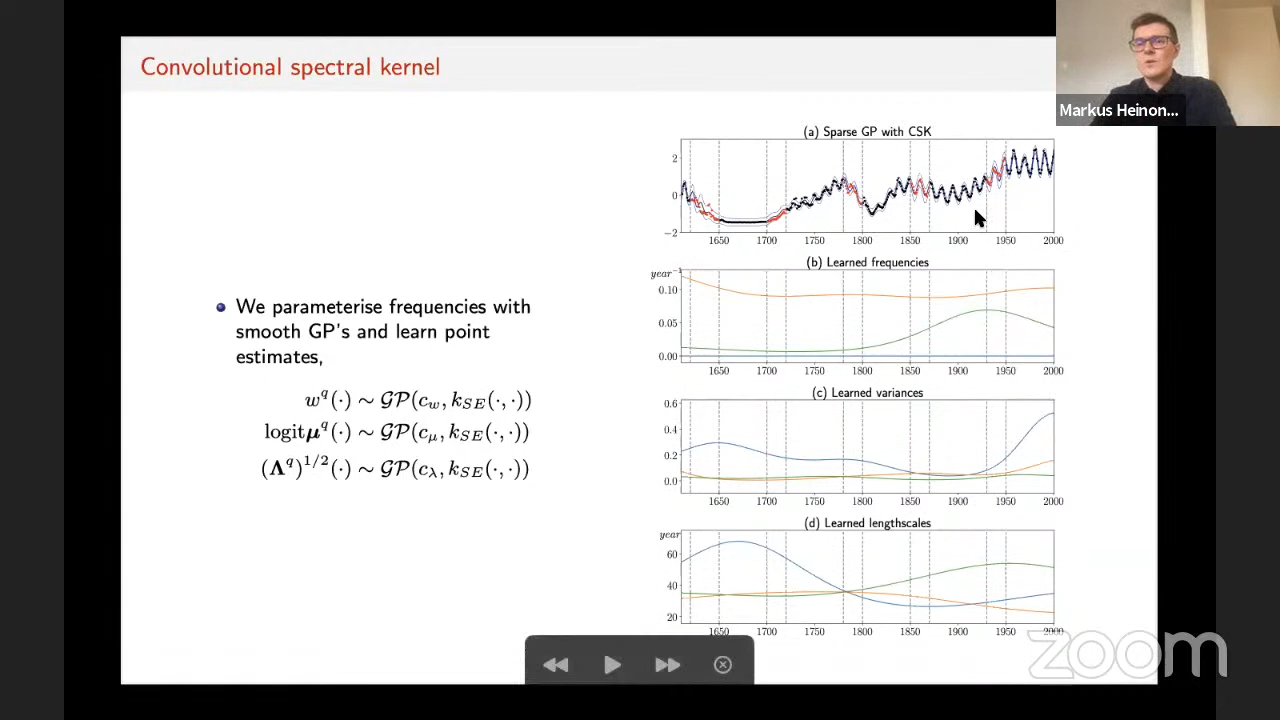 Convolutional spectral kernel
Markus Heinon...
We parameterise frequencies with
smooth GP's and learn point
estimates,
w^q(·) ∼ 𝒢𝒫(c_w, k_SE(·,·))
logit𝝁^q(·) ∼ 𝒢𝒫(c_μ, k_SE(·,·))
(𝚲^q)^1/2(·) ∼ 𝒢𝒫(c_λ, k_SE(·,·))
(a) Sparse GP with CSK
2
0
−2
1650 1700 1750 1800 1850 1900 1950 2000
(b) Learned frequencies
year⁻¹
0.10
0.05
0.00
1650 1700 1750 1800 1850 1900 1950 2000
(c) Learned variances
0.6
0.4
0.2
0.0
1650 1700 1750 1800 1850 1900 1950 2000
(d) Learned lengthscales
year
60
40
20
1650 1700 1750 1800 1850 1900 1950 2000
zoom